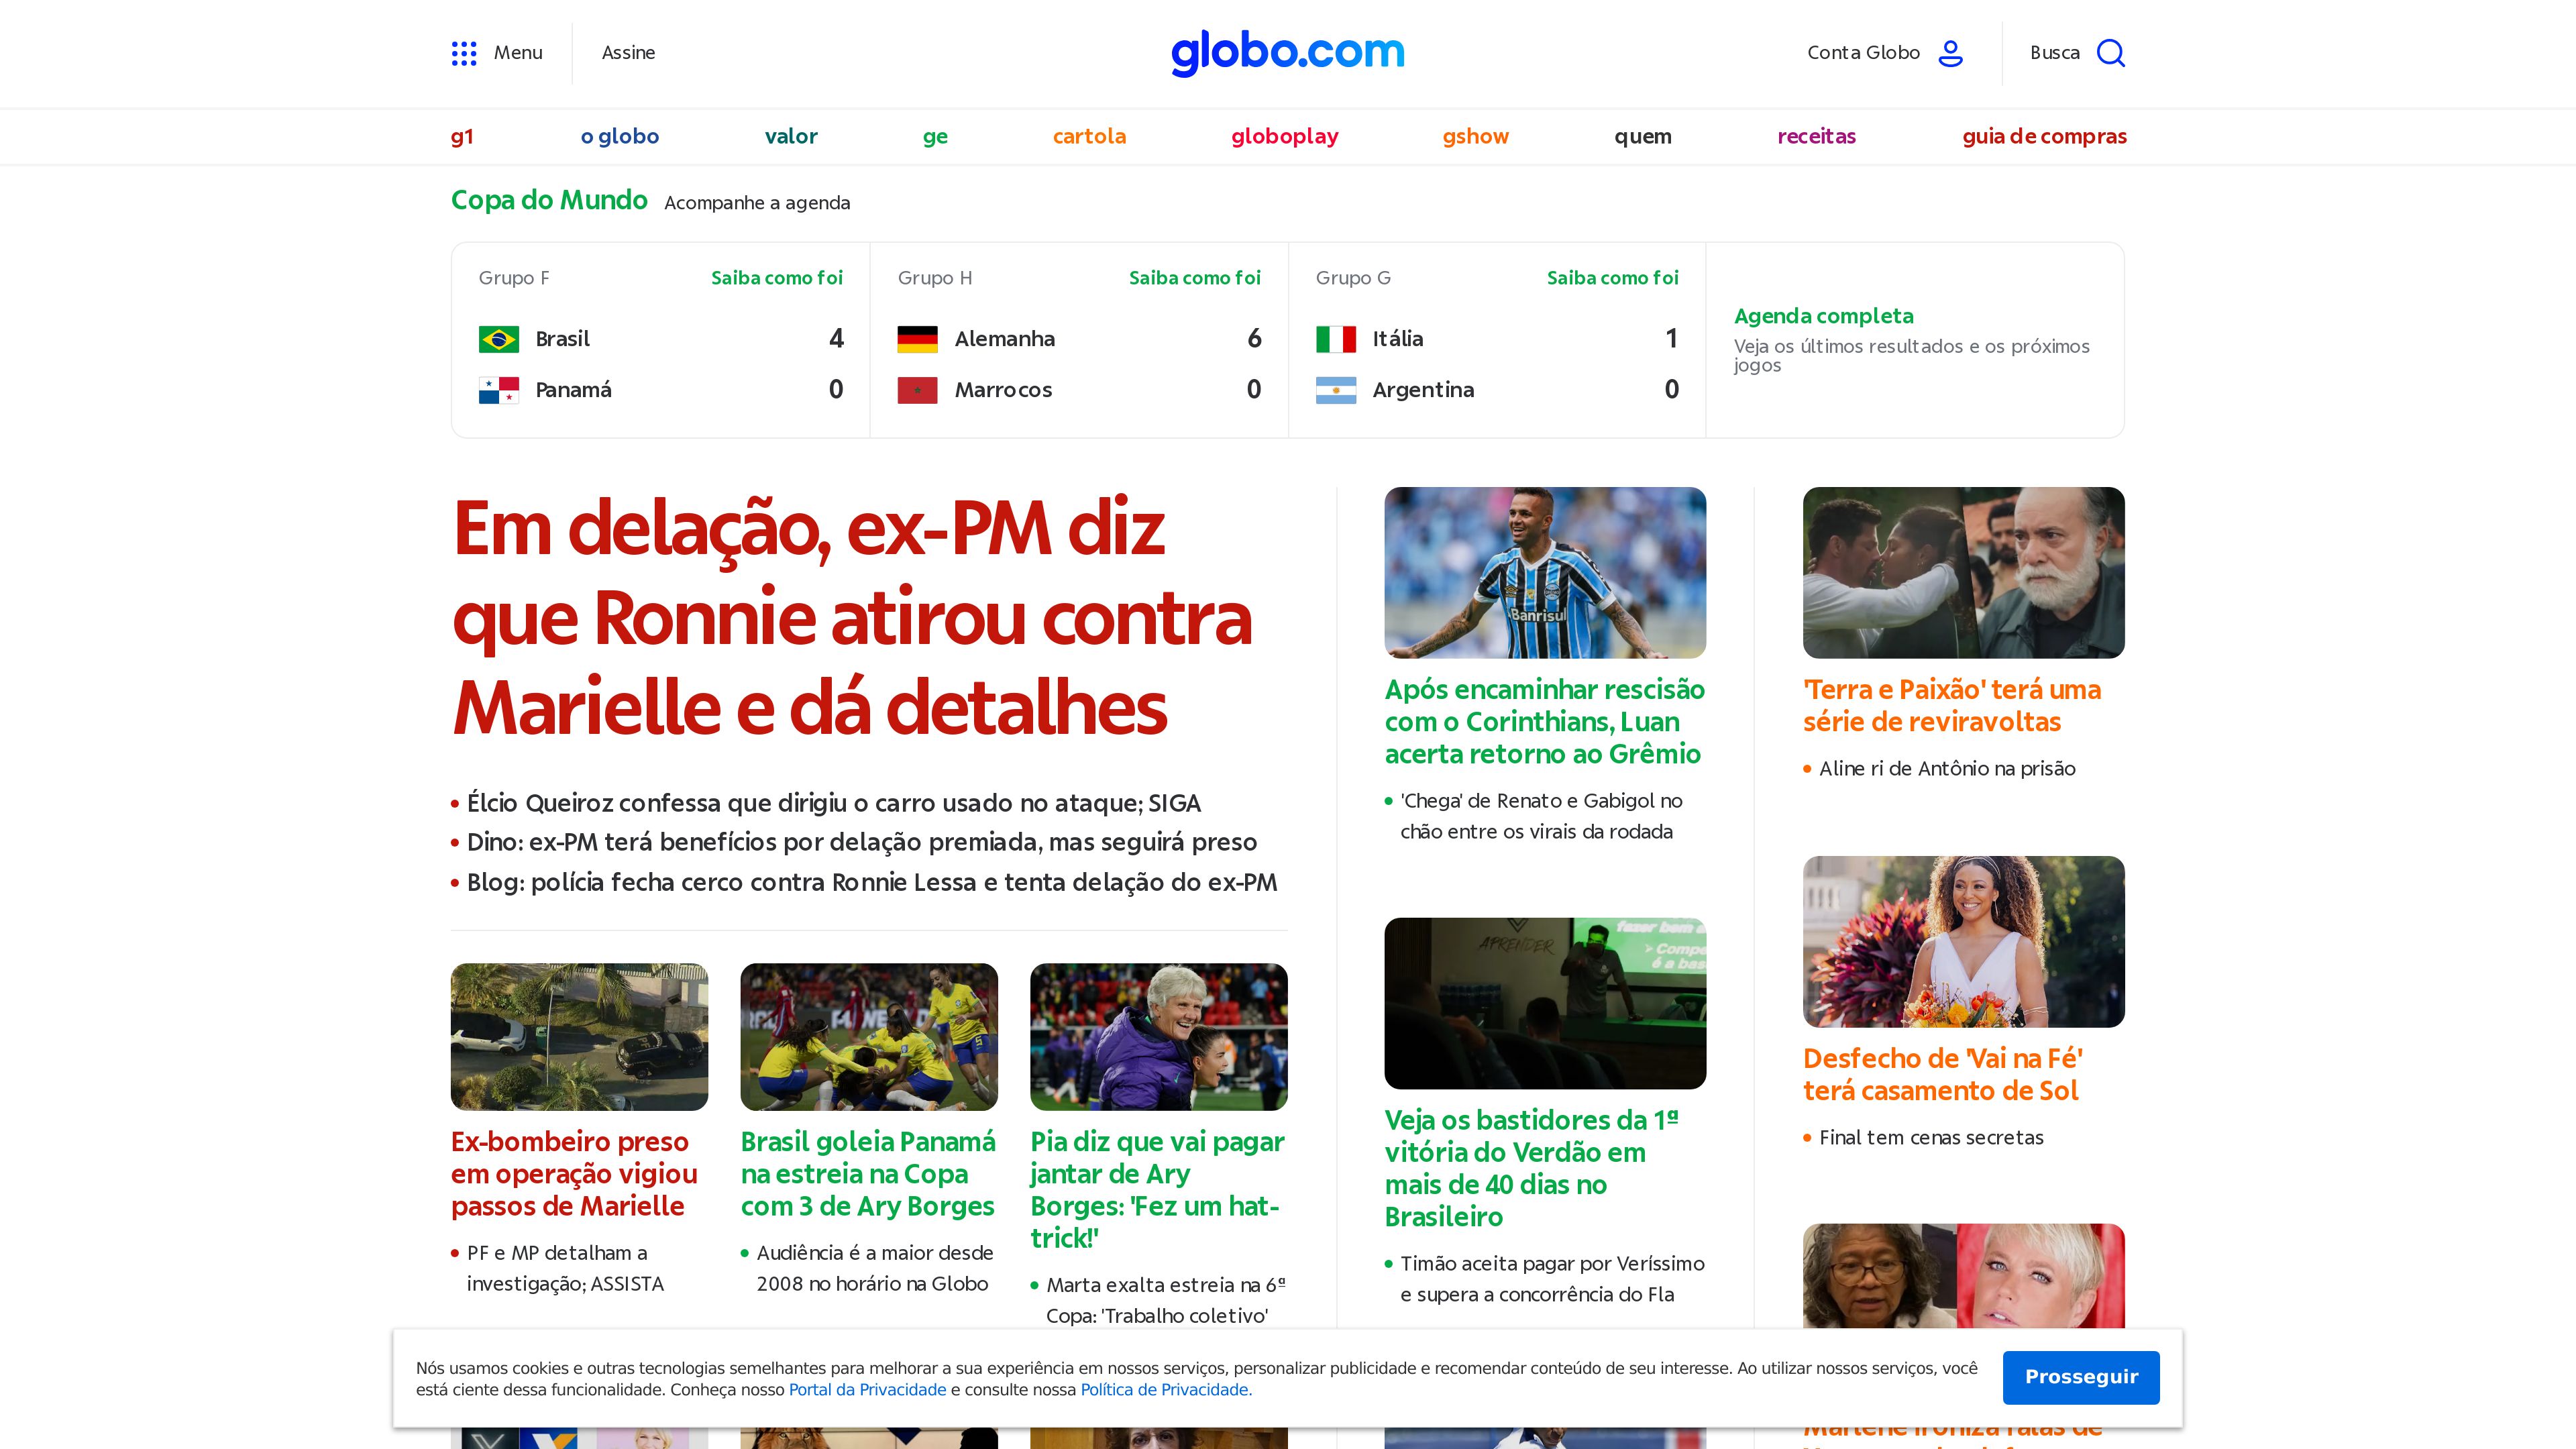 Menu
Assine
globo.com
Conta Globo
Busca
g1
o globo
valor
ge
cartola
globoplay
gshow
quem
receitas
guia de compras
Copa do Mundo
Acompanhe a agenda
Grupo F
Saiba como foi
Brasil
4
Panamá
0
Grupo H
Saiba como foi
Alemanha
6
Marrocos
0
Grupo G
Saiba como foi
Itália
1
Argentina
0
Agenda completa
Veja os últimos resultados e os próximos
jogos
Em delação, ex-PM diz
que Ronnie atirou contra
Marielle e dá detalhes
Élcio Queiroz confessa que dirigiu o carro usado no ataque; SIGA
Dino: ex-PM terá benefícios por delação premiada, mas seguirá preso
Blog: polícia fecha cerco contra Ronnie Lessa e tenta delação do ex-PM
Ex-bombeiro preso
em operação vigiou
passos de Marielle
PF e MP detalham a
investigação; ASSISTA
Brasil goleia Panamá
na estreia na Copa
com 3 de Ary Borges
Audiência é a maior desde
2008 no horário na Globo
Pia diz que vai pagar
jantar de Ary
Borges: 'Fez um hat-
trick!'
Marta exalta estreia na 6ª
Copa: 'Trabalho coletivo'
Banrisul
Após encaminhar rescisão
com o Corinthians, Luan
acerta retorno ao Grêmio
'Chega' de Renato e Gabigol no
chão entre os virais da rodada
APRENDER
fazer bem
é a bas
Veja os bastidores da 1ª
vitória do Verdão em
mais de 40 dias no
Brasileiro
Timão aceita pagar por Veríssimo
e supera a concorrência do Fla
'Terra e Paixão' terá uma
série de reviravoltas
Aline ri de Antônio na prisão
Desfecho de 'Vai na Fé'
terá casamento de Sol
Final tem cenas secretas
Marlene ironiza falas de
Nós usamos cookies e outras tecnologias semelhantes para melhorar a sua experiência em nossos serviços, personalizar publicidade e recomendar conteúdo de seu interesse. Ao utilizar nossos serviços, você
está ciente dessa funcionalidade. Conheça nosso Portal da Privacidade e consulte nossa Política de Privacidade.
Prosseguir